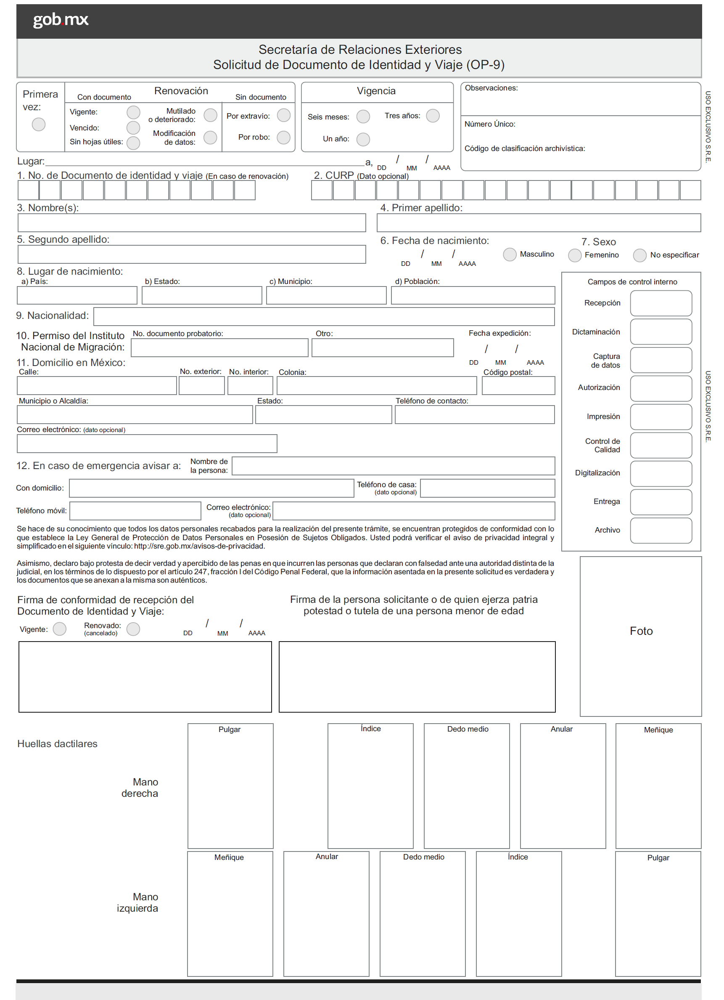 gob.mx
Secretaría de Relaciones Exteriores
Solicitud de Documento de Identidad y Viaje (OP-9)
Primera
vez:
Renovación
Con documento
Sin documento
Vigente:
Vencido:
Sin hojas útiles:
Mutilado
o deteriorado:
Modificación
de datos:
Por extravío:
Por robo:
Vigencia
Seis meses:
Tres años:
Un año:
Observaciones:
Número Único:
Código de clasificación archivística:
USO EXCLUSIVO S.R.E.
Lugar: a, DD / MM / AAAA
1. No. de Documento de identidad y viaje (En caso de renovación)
2. CURP (Dato opcional)
3. Nombre(s):
4. Primer apellido:
5. Segundo apellido:
6. Fecha de nacimiento:
DD / MM / AAAA
7. Sexo
Masculino
Femenino
No especificar
8. Lugar de nacimiento:
a) País:
b) Estado:
c) Municipio:
d) Población:
9. Nacionalidad:
10. Permiso del Instituto
Nacional de Migración:
No. documento probatorio:
Otro:
Fecha expedición:
DD / MM / AAAA
11. Domicilio en México:
Calle:
No. exterior:
No. interior:
Colonia:
Código postal:
Municipio o Alcaldía:
Estado:
Teléfono de contacto:
Correo electrónico: (dato opcional)
12. En caso de emergencia avisar a:
Nombre de
la persona:
Con domicilio:
Teléfono de casa:
(dato opcional)
Teléfono móvil:
Correo electrónico:
(dato opcional)
Campos de control interno
Recepción
Dictaminación
Captura
de datos
Autorización
Impresión
Control de
Calidad
Digitalización
Entrega
Archivo
USO EXCLUSIVO S.R.E.
Se hace de su conocimiento que todos los datos personales recabados para la realización del presente trámite, se encuentran protegidos de conformidad con lo
que establece la Ley General de Protección de Datos Personales en Posesión de Sujetos Obligados. Usted podrá verificar el aviso de privacidad integral y
simplificado en el siguiente vínculo: http://sre.gob.mx/avisos-de-privacidad.
Asimismo, declaro bajo protesta de decir verdad y apercibido de las penas en que incurren las personas que declaran con falsedad ante una autoridad distinta de la
judicial, en los términos de lo dispuesto por el artículo 247, fracción I del Código Penal Federal, que la información asentada en la presente solicitud es verdadera y
los documentos que se anexan a la misma son auténticos.
Firma de conformidad de recepción del
Documento de Identidad y Viaje:
Vigente:
Renovado:
(cancelado)
DD / MM / AAAA
Firma de la persona solicitante o de quien ejerza patria
potestad o tutela de una persona menor de edad
Foto
Huellas dactilares
Mano
derecha
Pulgar
Índice
Dedo medio
Anular
Meñique
Mano
izquierda
Meñique
Anular
Dedo medio
Índice
Pulgar